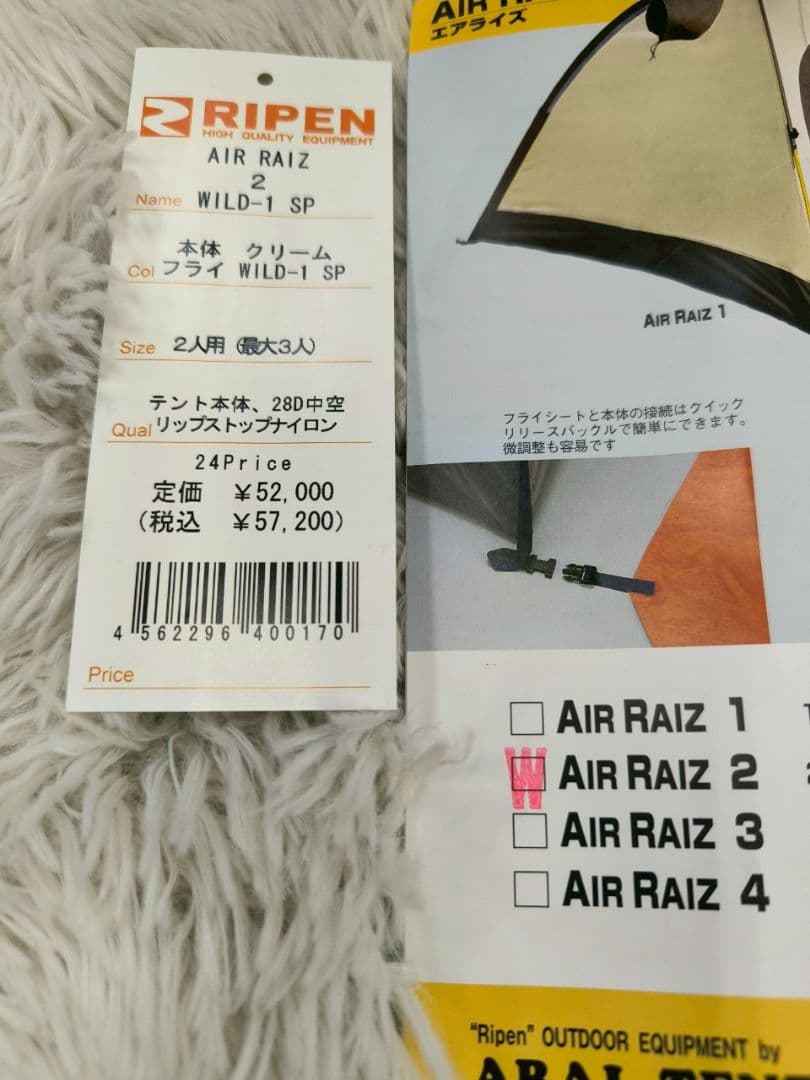 RIPEN
HIGH QUALITY EQUIPMENT
AIR RAIZ
2
Name WILD-1 SP
本体 クリーム
Col フライ WILD-1 SP
Size 2人用（最大3人）
テント本体、28D中空
Qual リップストップナイロン
24Price
定価 ￥52,000
（税込 ￥57,200）
4 562296 400170
Price
AIR
エアライズ
AIR RAIZ 1
フライシートと本体の接続はクイック
リリースバックルで簡単にできます。
微調整も容易です
AIR RAIZ 1
W AIR RAIZ 2
AIR RAIZ 3
AIR RAIZ 4
"Ripen" OUTDOOR EQUIPMENT by
ARAI TENT